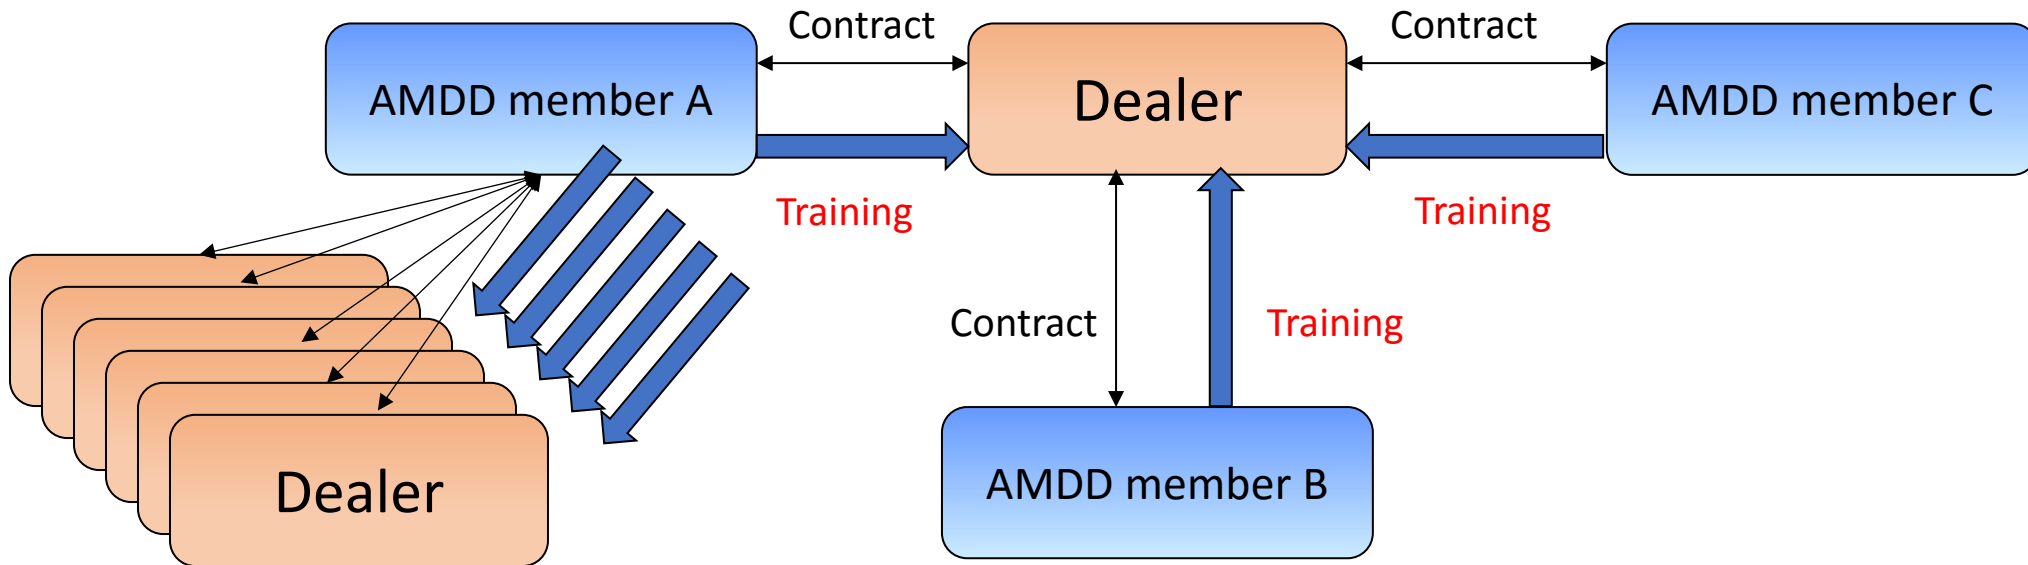 Contract
Contract
AMDD member A
Dealer
AMDD member C
Training
Training
Contract
Training
Dealer
AMDD member B